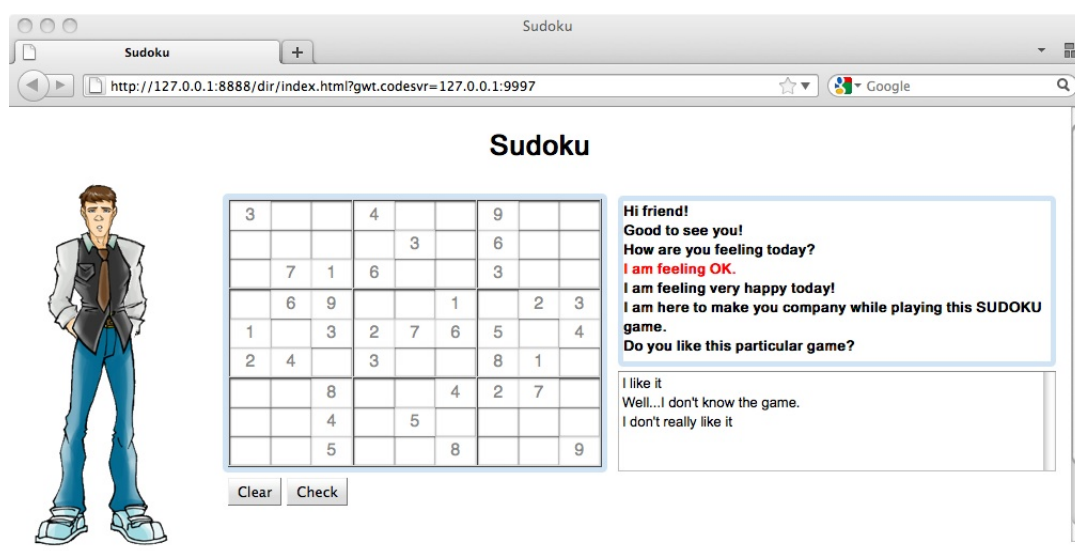 Sudoku
Sudoku
http://127.0.0.1:8888/dir/index.html?gwt.codesvr=127.0.0.1:9997
Google
Sudoku
3 4 9
3 6
7 1 6 3
6 9 1 2 3
1 3 2 7 6 5 4
2 4 3 8 1
8 4 2 7
4 5
5 8 9
Clear Check
Hi friend!
Good to see you!
How are you feeling today?
I am feeling OK.
I am feeling very happy today!
I am here to make you company while playing this SUDOKU
game.
Do you like this particular game?
I like it
Well...I don't know the game.
I don't really like it